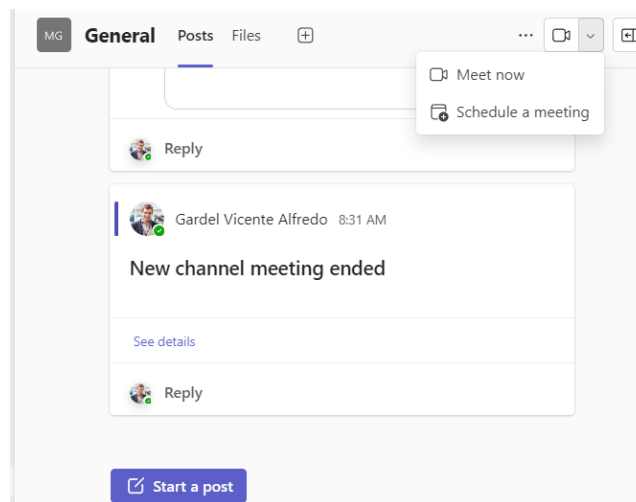 MG General Posts Files
Meet now
Schedule a meeting
Reply
Gardel Vicente Alfredo 8:31 AM
New channel meeting ended
See details
Reply
Start a post